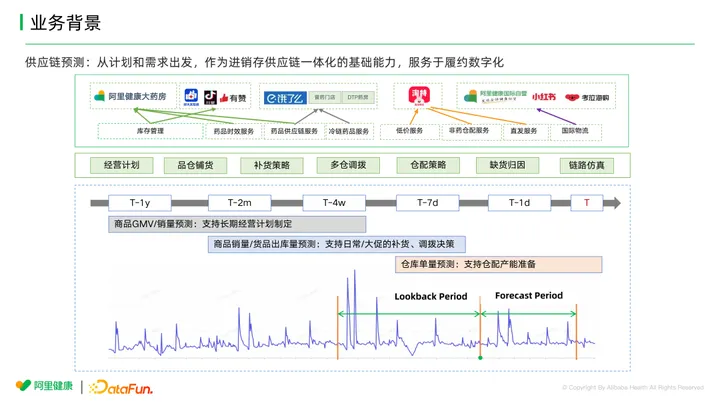 业务背景
供应链预测：从计划和需求出发，作为进销存供应链一体化的基础能力，服务于履约数字化
阿里健康大药房
有赞
饿了么
DTP药房
淘特
阿里健康国际自营
小红书
考拉海购
库存管理
药品时效服务
药品供应链服务
冷链药品服务
低价服务
非药仓配服务
直发服务
国际物流
经营计划
品仓铺货
补货策略
多仓调拨
仓配策略
缺货归因
链路仿真
T-1y
T-2m
T-4w
T-7d
T-1d
T
商品GMV/销量预测：支持长期经营计划制定
商品销量/货品出库量预测：支持日常/大促的补货、调拨决策
仓库单量预测：支持仓配产能准备
Lookback Period
Forecast Period
阿里健康
DataFun.
© Copyright By Alibaba Health All Rights Reserved